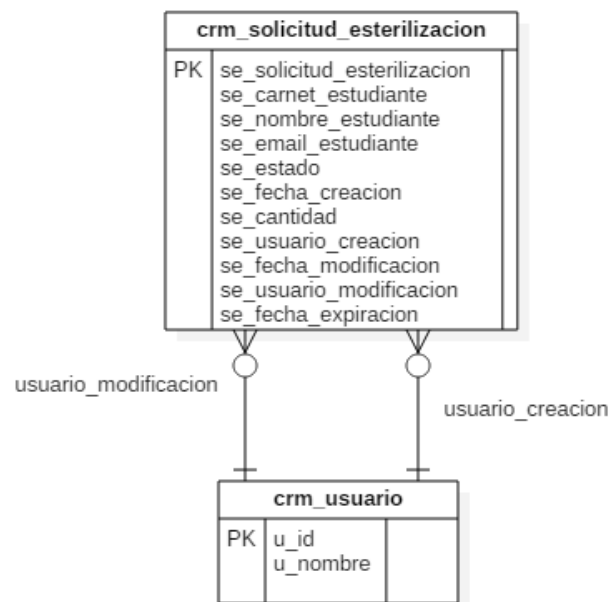 crm_solicitud_esterilizacion
PK se_solicitud_esterilizacion
se_carnet_estudiante
se_nombre_estudiante
se_email_estudiante
se_estado
se_fecha_creacion
se_cantidad
se_usuario_creacion
se_fecha_modificacion
se_usuario_modificacion
se_fecha_expiracion
usuario_modificacion
usuario_creacion
crm_usuario
PK u_id
u_nombre